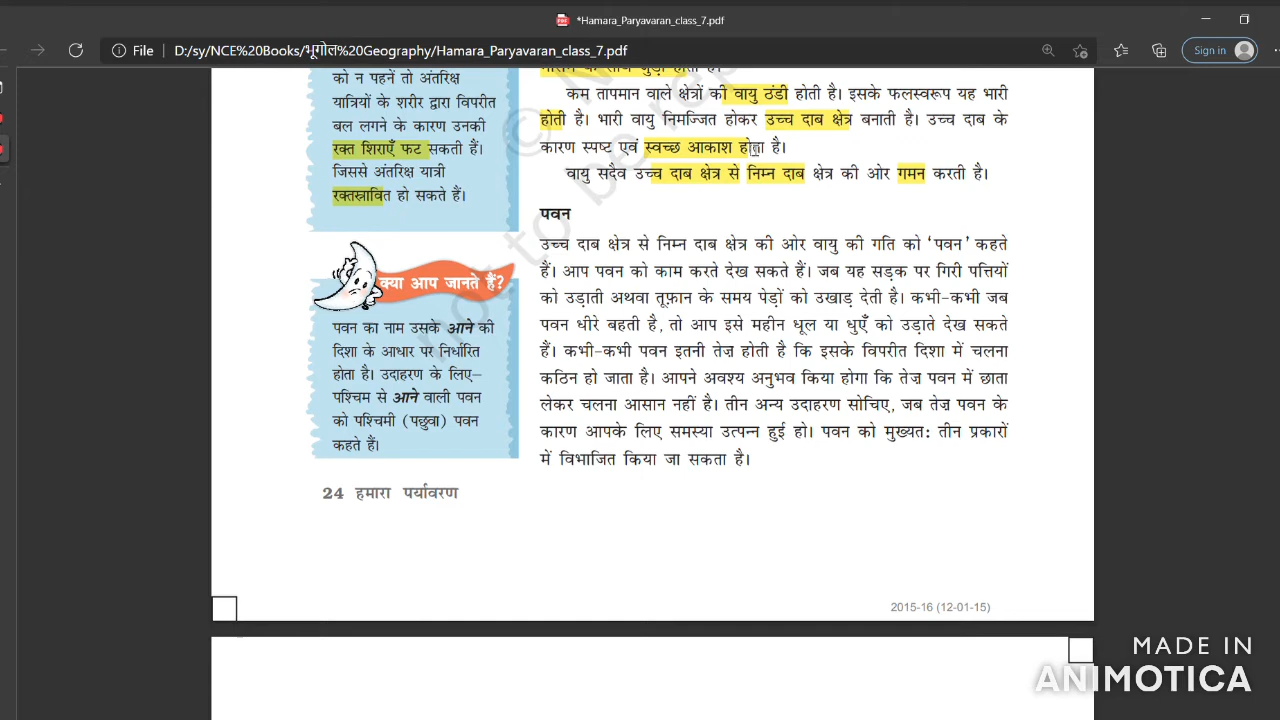 *Hamara_Paryavaran_class_7.pdf
File
D:/sy/NCE%20Books/भूगोल%20Geography/Hamara_Paryavaran_class_7.pdf
Sign in
को न पहनें तो अंतरिक्ष
यात्रियों के शरीर द्वारा विपरीत
बल लगने के कारण उनकी
रक्त शिराएँ फट सकती हैं।
जिससे अंतरिक्ष यात्री
रक्तस्त्रावित हो सकते हैं।
क्या आप जानते हैं?
पवन का नाम उसके आने की
दिशा के आधार पर निर्धारित
होता है। उदाहरण के लिए–
पश्चिम से आने वाली पवन
को पश्चिमी (पछुवा) पवन
कहते हैं।
कम तापमान वाले क्षेत्रों की वायु ठंडी होती है। इसके फलस्वरूप यह भारी
होती है। भारी वायु निमज्जित होकर उच्च दाब क्षेत्र बनाती है। उच्च दाब के
कारण स्पष्ट एवं स्वच्छ आकाश होता है।
वायु सदैव उच्च दाब क्षेत्र से निम्न दाब क्षेत्र की ओर गमन करती है।
पवन
उच्च दाब क्षेत्र से निम्न दाब क्षेत्र की ओर वायु की गति को ‘पवन’ कहते
हैं। आप पवन को काम करते देख सकते हैं। जब यह सड़क पर गिरी पत्तियों
को उड़ाती अथवा तूफ़ान के समय पेड़ों को उखाड़ देती है। कभी-कभी जब
पवन धीरे बहती है, तो आप इसे महीन धूल या धुएँ को उड़ाते देख सकते
हैं। कभी-कभी पवन इतनी तेज़ होती है कि इसके विपरीत दिशा में चलना
कठिन हो जाता है। आपने अवश्य अनुभव किया होगा कि तेज़ पवन में छाता
लेकर चलना आसान नहीं है। तीन अन्य उदाहरण सोचिए, जब तेज़ पवन के
कारण आपके लिए समस्या उत्पन्न हुई हो। पवन को मुख्यत: तीन प्रकारों
में विभाजित किया जा सकता है।
24 हमारा पर्यावरण
2015-16 (12-01-15)
MADE IN
ANIMOTICA